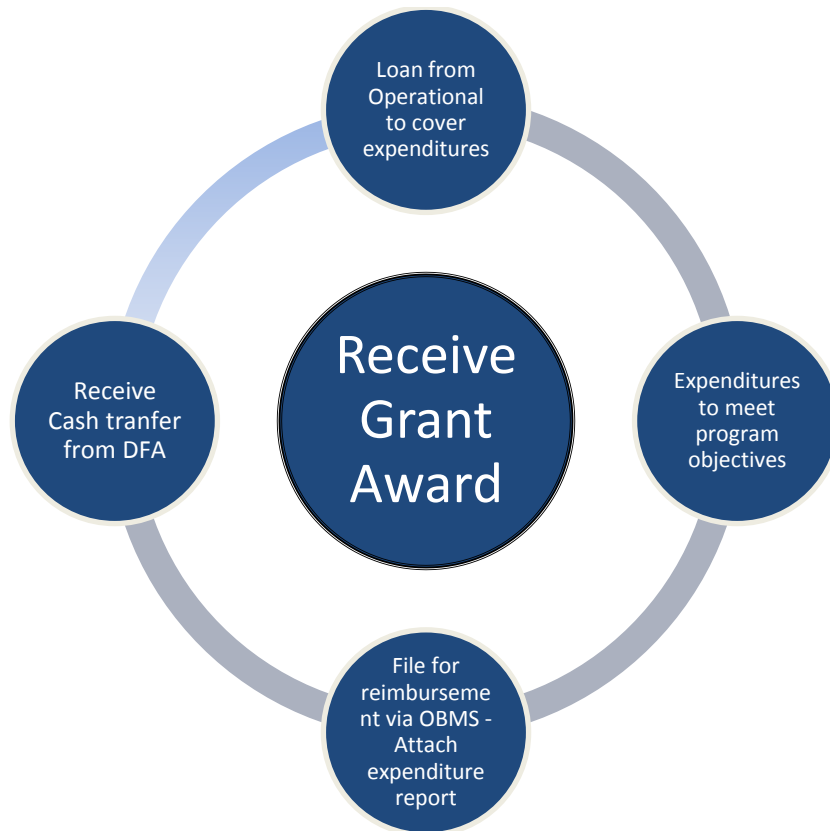 Loan from
Operational
to cover
expenditures
Receive
Grant
Award
Expenditures
to meet
program
objectives
File for
reimburseme
nt via OBMS -
Attach
expenditure
report
Receive
Cash tranfer
from DFA